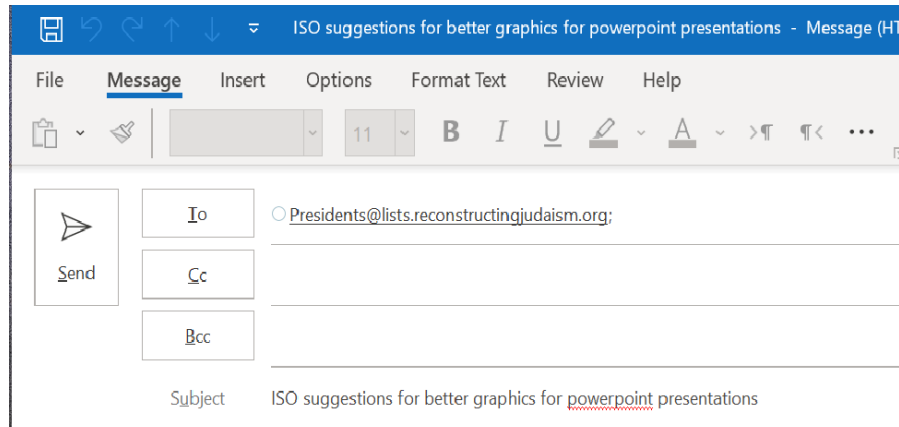 ISO suggestions for better graphics for powerpoint presentations - Message (HT
File Message Insert Options Format Text Review Help
11 B I U A
Send
To Presidents@lists.reconstructingjudaism.org;
Cc
Bcc
Subject ISO suggestions for better graphics for powerpoint presentations